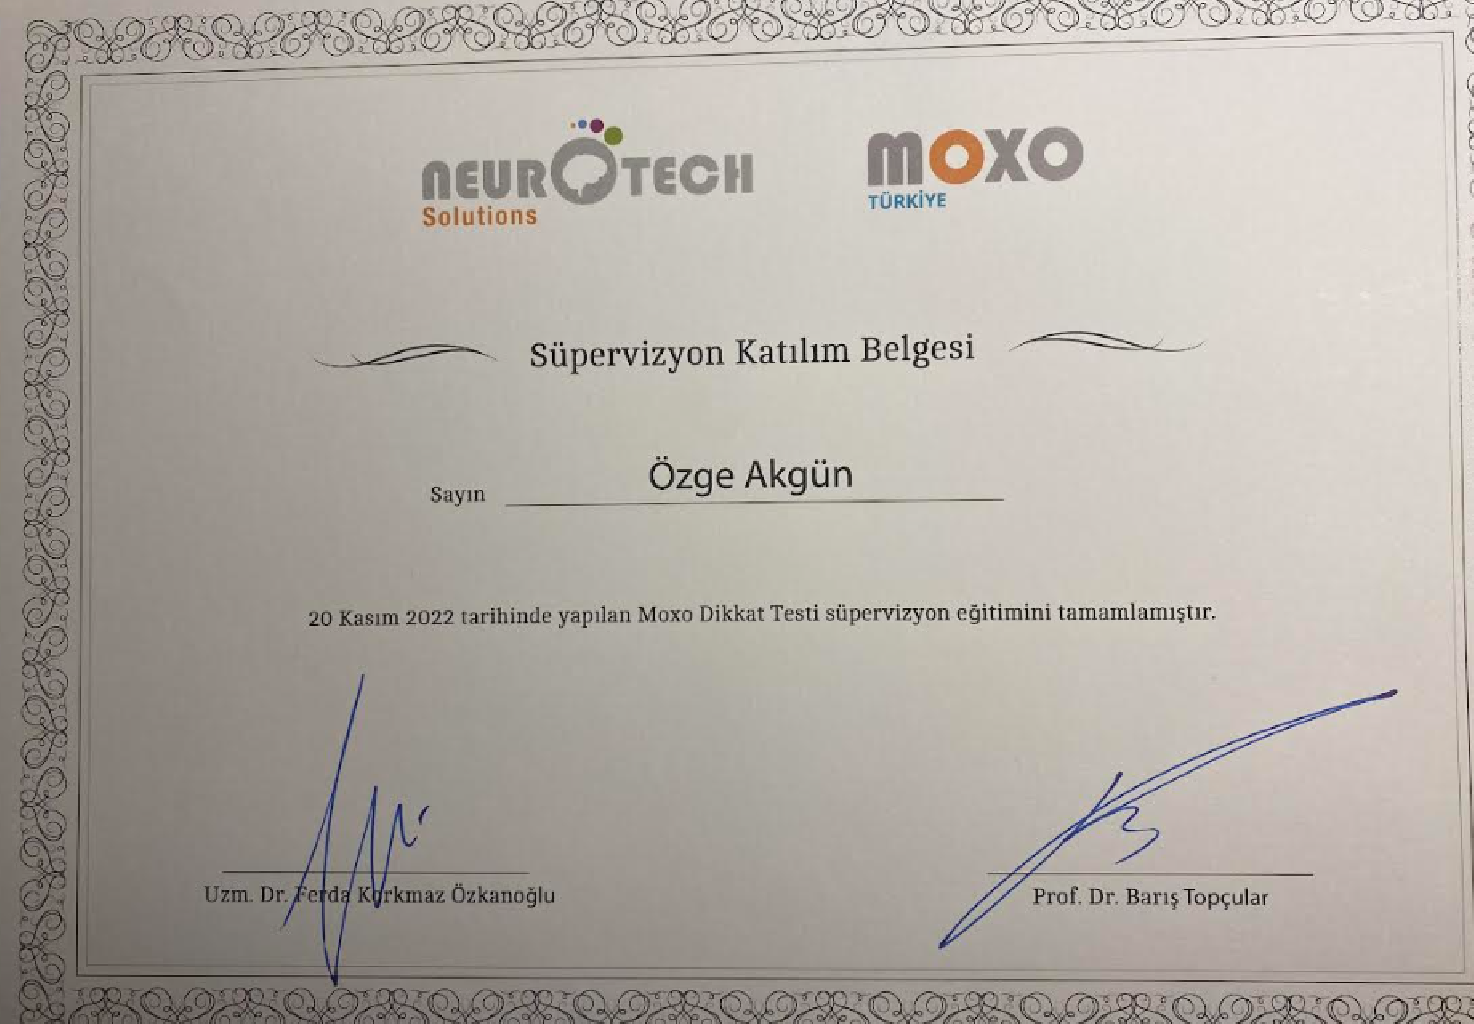 NEUROTECH
Solutions
MOXO
TÜRKİYE
Süpervizyon Katılım Belgesi
Sayın Özge Akgün
20 Kasım 2022 tarihinde yapılan Moxo Dikkat Testi süpervizyon eğitimini tamamlamıştır.
Uzm. Dr. Ferda Korkmaz Özkanoğlu
Prof. Dr. Barış Topçular